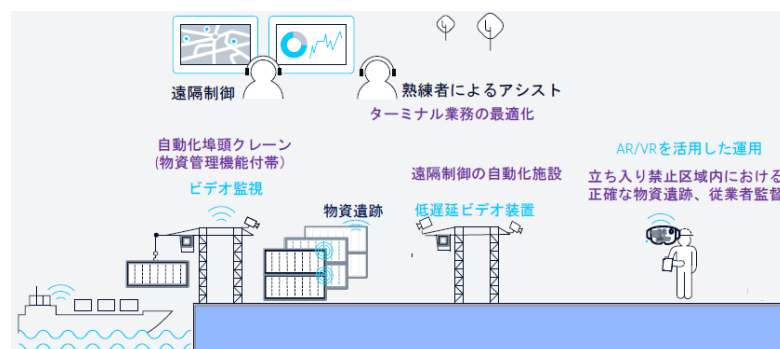 遠隔制御
熟練者によるアシスト
ターミナル業務の最適化
自動化埠頭クレーン
(物資管理機能付帯）
ビデオ監視
物資遺跡
遠隔制御の自動化施設
低遅延ビデオ装置
AR/VRを活用した運用
立ち入り禁止区域内における
正確な物資遺跡、従業者監督